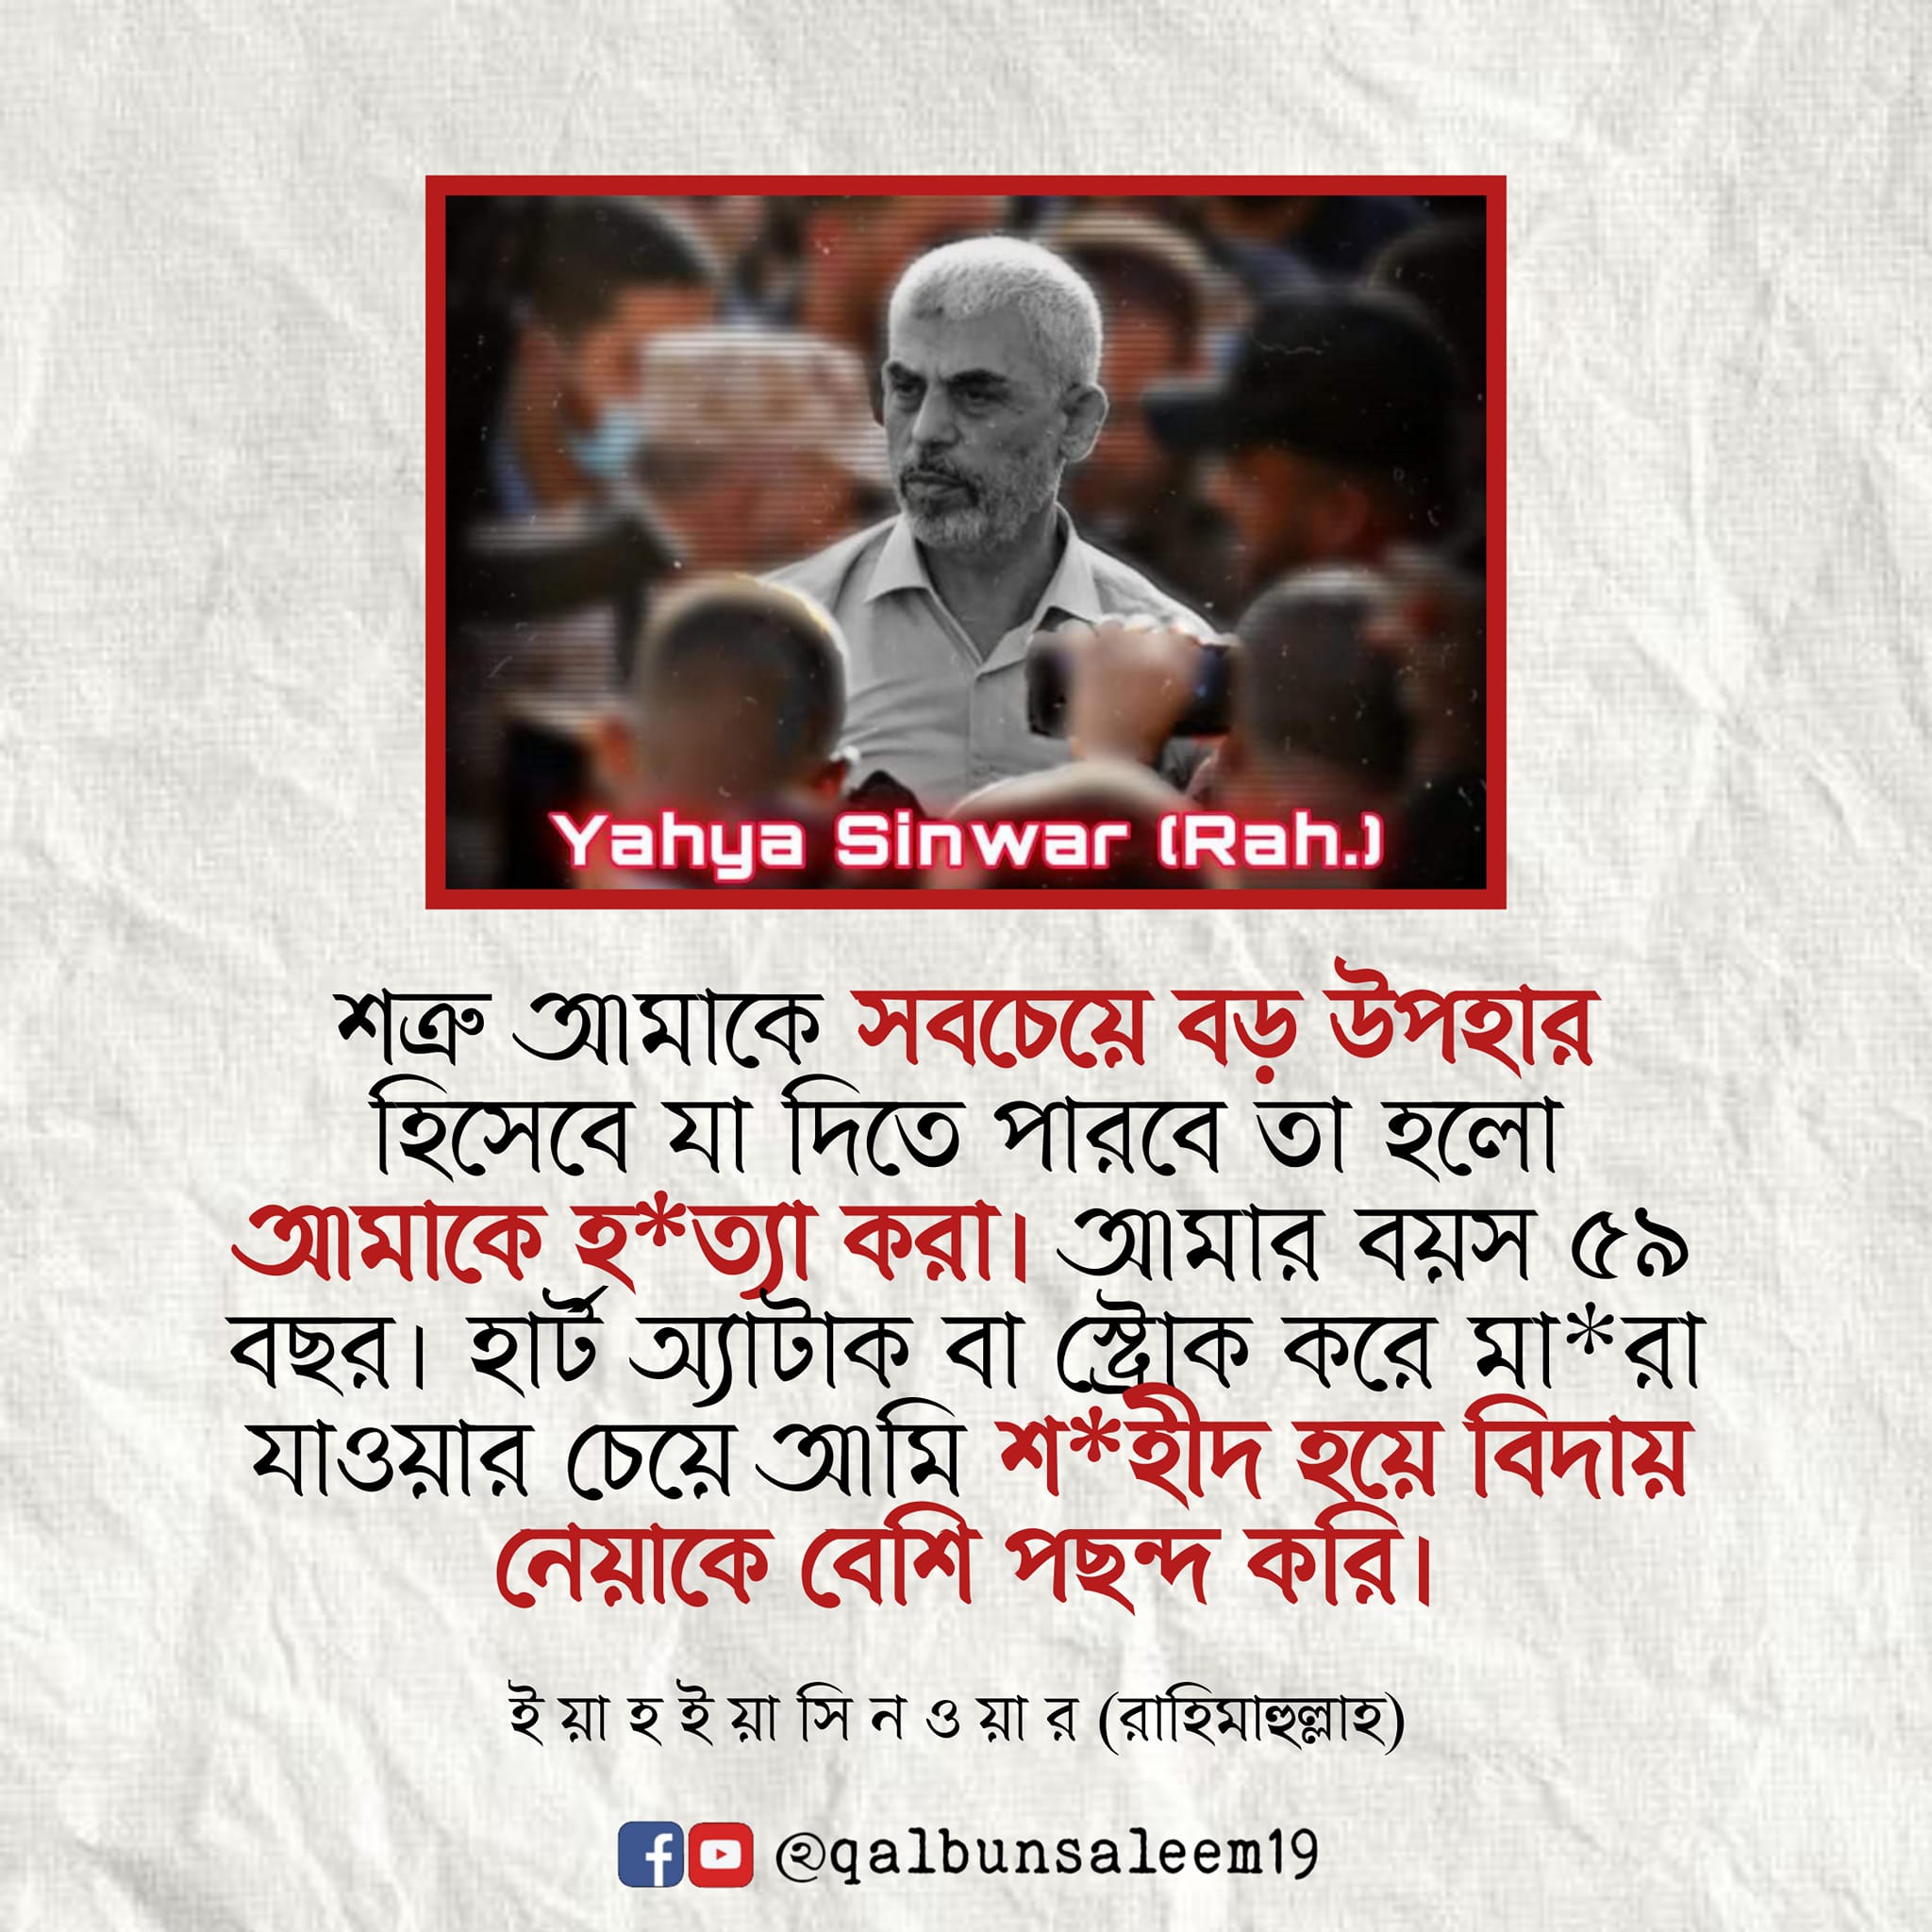 Yahya Sinwar (Rah.)
শত্রু আমাকে সবচেয়ে বড় উপহার
হিসেবে যা দিতে পারবে তা হলো
আমাকে হ*ত্যা করা। আমার বয়স ৫৯
বছর। হার্ট অ্যাটাক বা স্ট্রোক করে মা*রা
যাওয়ার চেয়ে আমি শ*হীদ হয়ে বিদায়
নেয়াকে বেশি পছন্দ করি।
ই য়া হ ই য়া সি ন ও য়া র (রাহিমাহুল্লাহ)
@qalbunsaleem19